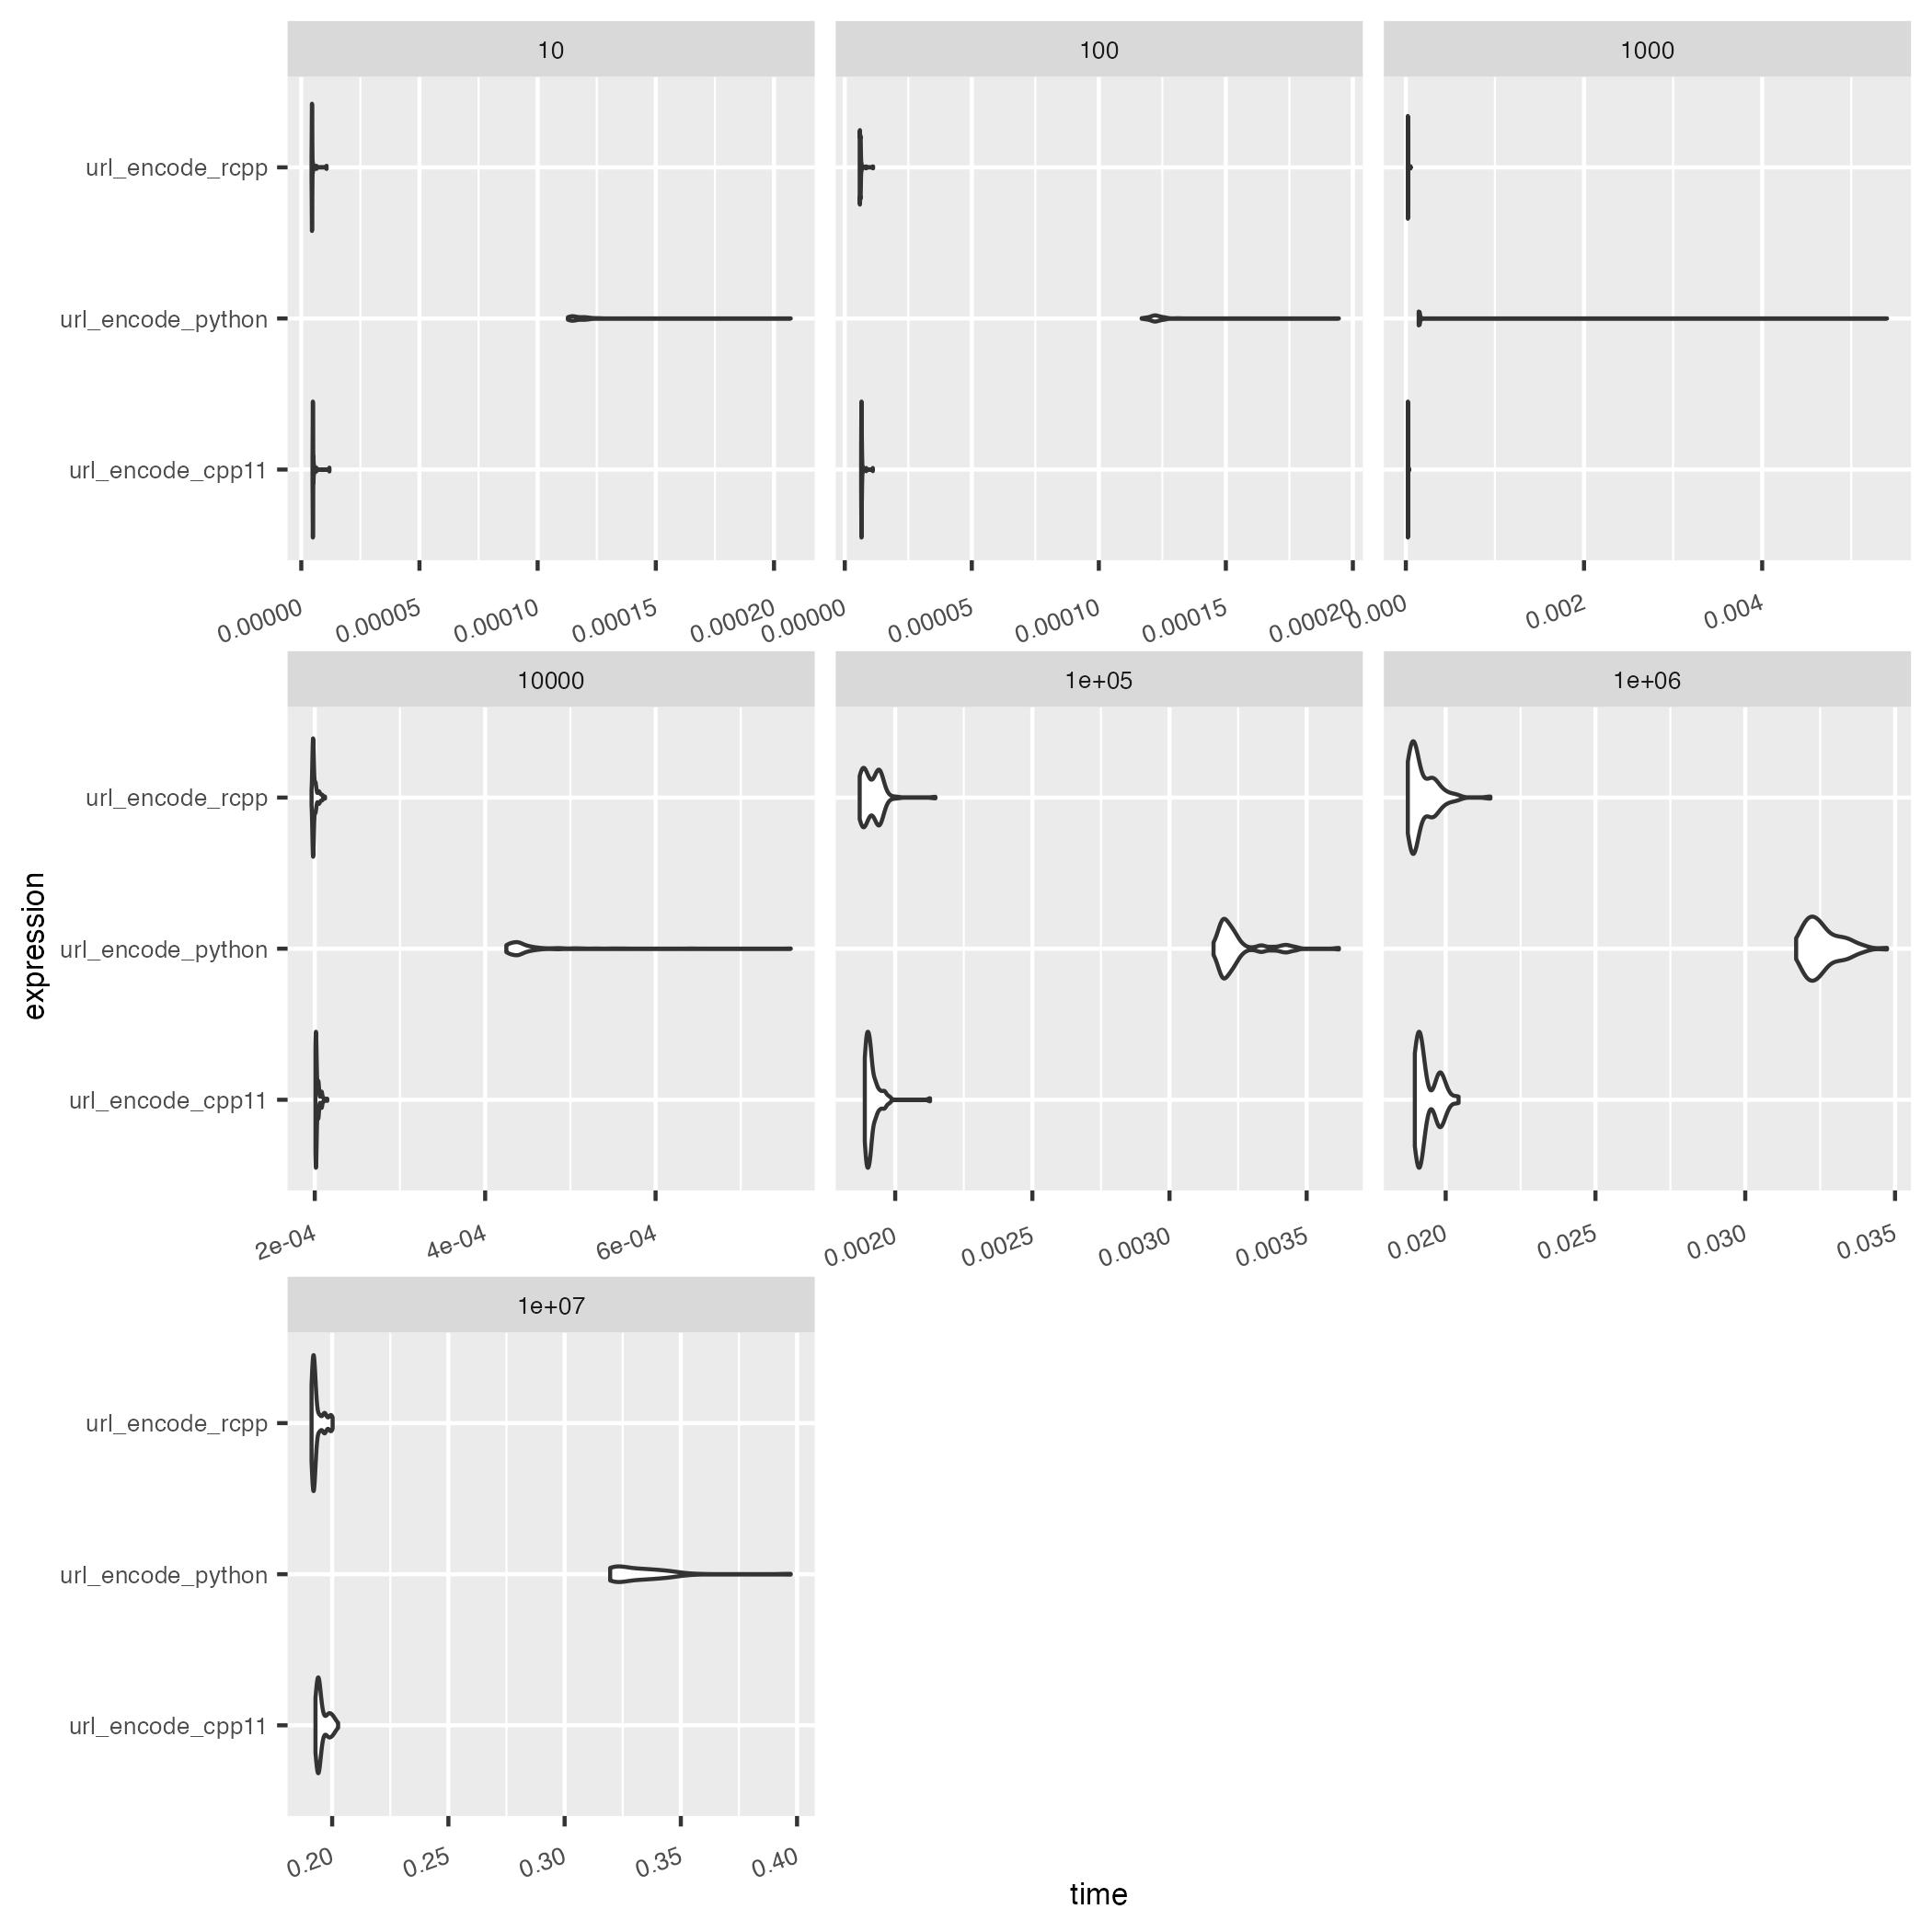 10 100 1000
url_encode_rcpp
url_encode_python
url_encode_cpp11
0.00000 0.00005 0.00010 0.00015 0.00020 0.00000 0.00005 0.00010 0.00015 0.00020 0.000 0.002 0.004
10000 1e+05 1e+06
url_encode_rcpp
url_encode_python
url_encode_cpp11
2e-04 4e-04 6e-04 0.0020 0.0025 0.0030 0.0035 0.020 0.025 0.030 0.035
expression
1e+07
url_encode_rcpp
url_encode_python
url_encode_cpp11
0.20 0.25 0.30 0.35 0.40
time